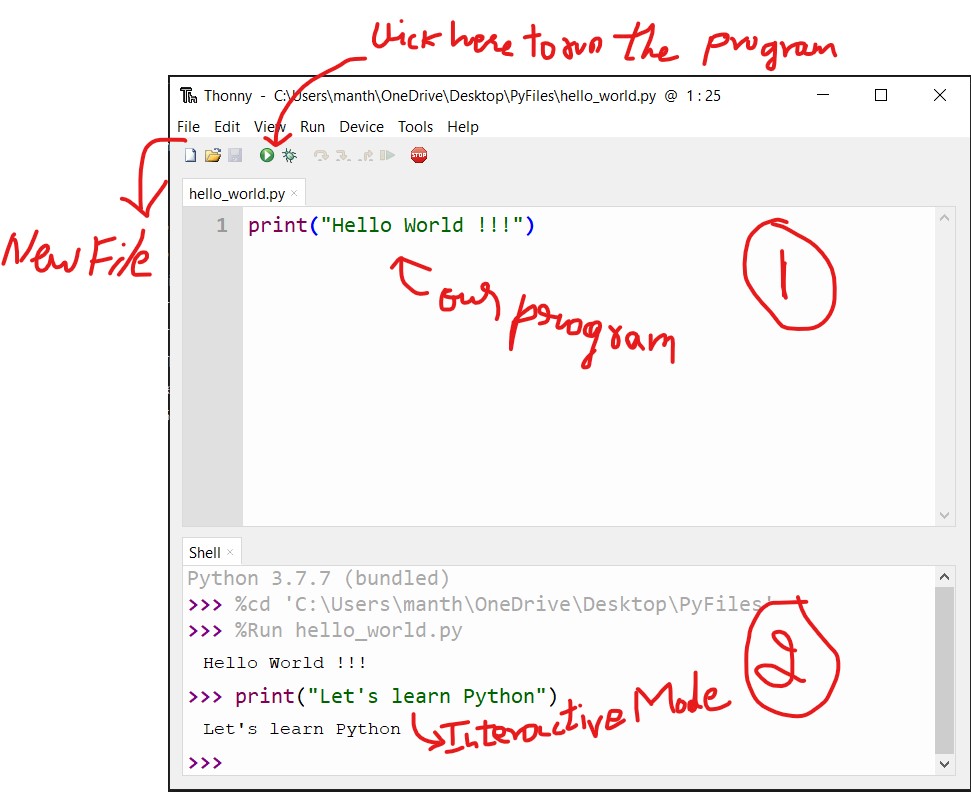 Click here to run the program
Thonny - C:\Users\manth\OneDrive\Desktop\PyFiles\hello_world.py @ 1 : 25
File Edit View Run Device Tools Help
STOP
hello_world.py ×
New File
1 print("Hello World !!!")
1
our program
Shell ×
Python 3.7.7 (bundled)
>>> %cd 'C:\Users\manth\OneDrive\Desktop\PyFiles'
>>> %Run hello_world.py
Hello World !!!
2
>>> print("Let's learn Python")
Let's learn Python
Interactive Mode
>>>